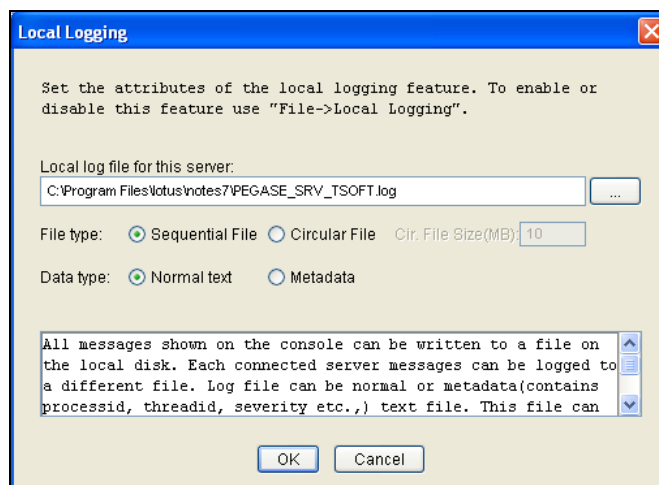 Local Logging
Set the attributes of the local logging feature. To enable or
disable this feature use "File->Local Logging".
Local log file for this server:
C:\Program Files\lotus\notes7\PEGASE_SRV_TSOFT.log
...
File type: Sequential File Circular File Cir. File Size(MB): 10
Data type: Normal text Metadata
All messages shown on the console can be written to a file on
the local disk. Each connected server messages can be logged to
a different file. Log file can be normal or metadata(contains
processid, threadid, severity etc.,) text file. This file can
OK Cancel